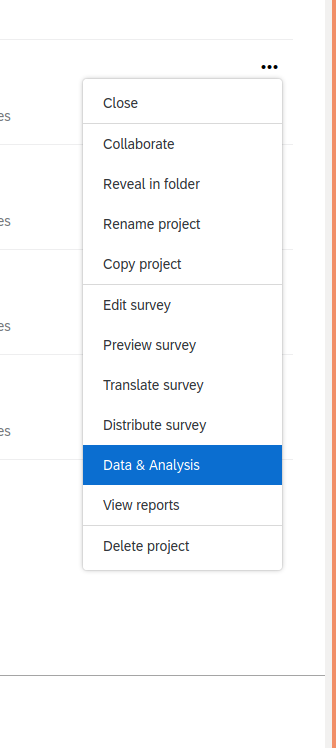 •••
Close
es
Collaborate
Reveal in folder
es
Rename project
Copy project
Edit survey
es
Preview survey
Translate survey
Distribute survey
es
Data & Analysis
View reports
Delete project